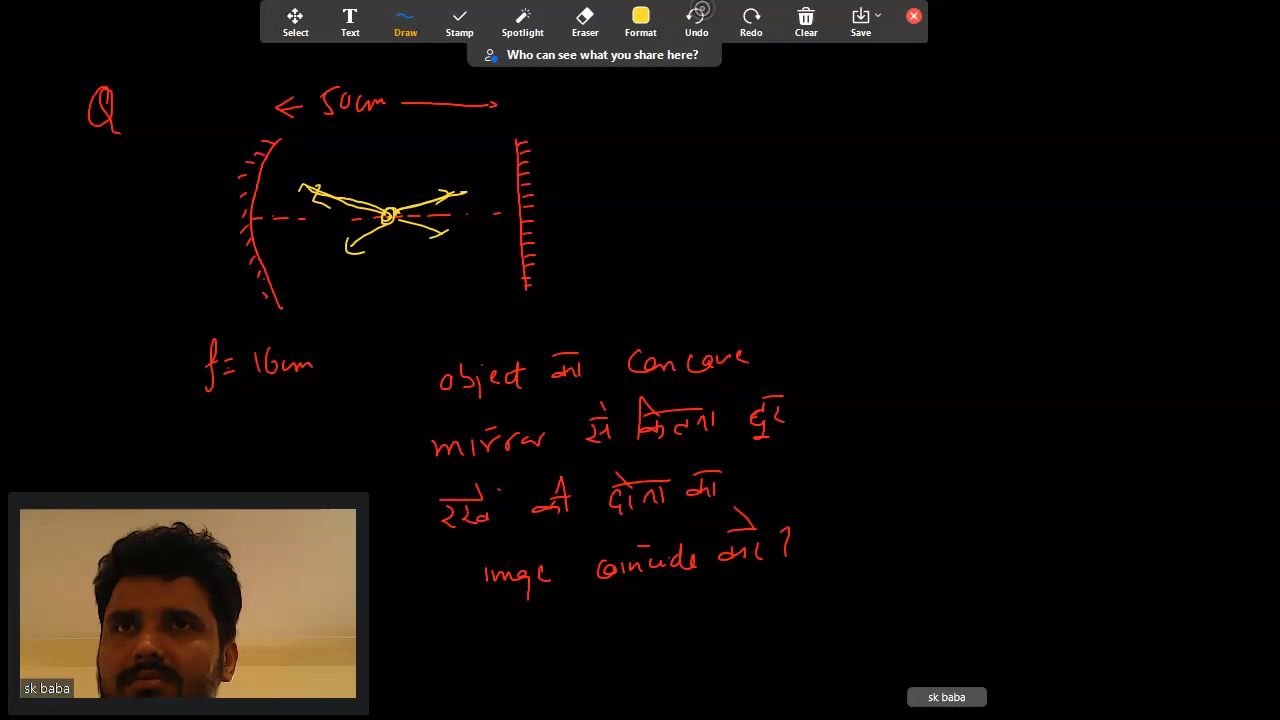 Select Text Draw Stamp Spotlight Eraser Format Undo Redo Clear Save
Who can see what you share here?
Q
50cm
f = 16cm
object को concave
mirror से कितना दूर
रखे की दोनों का
image coincide करे ?
sk baba
sk baba